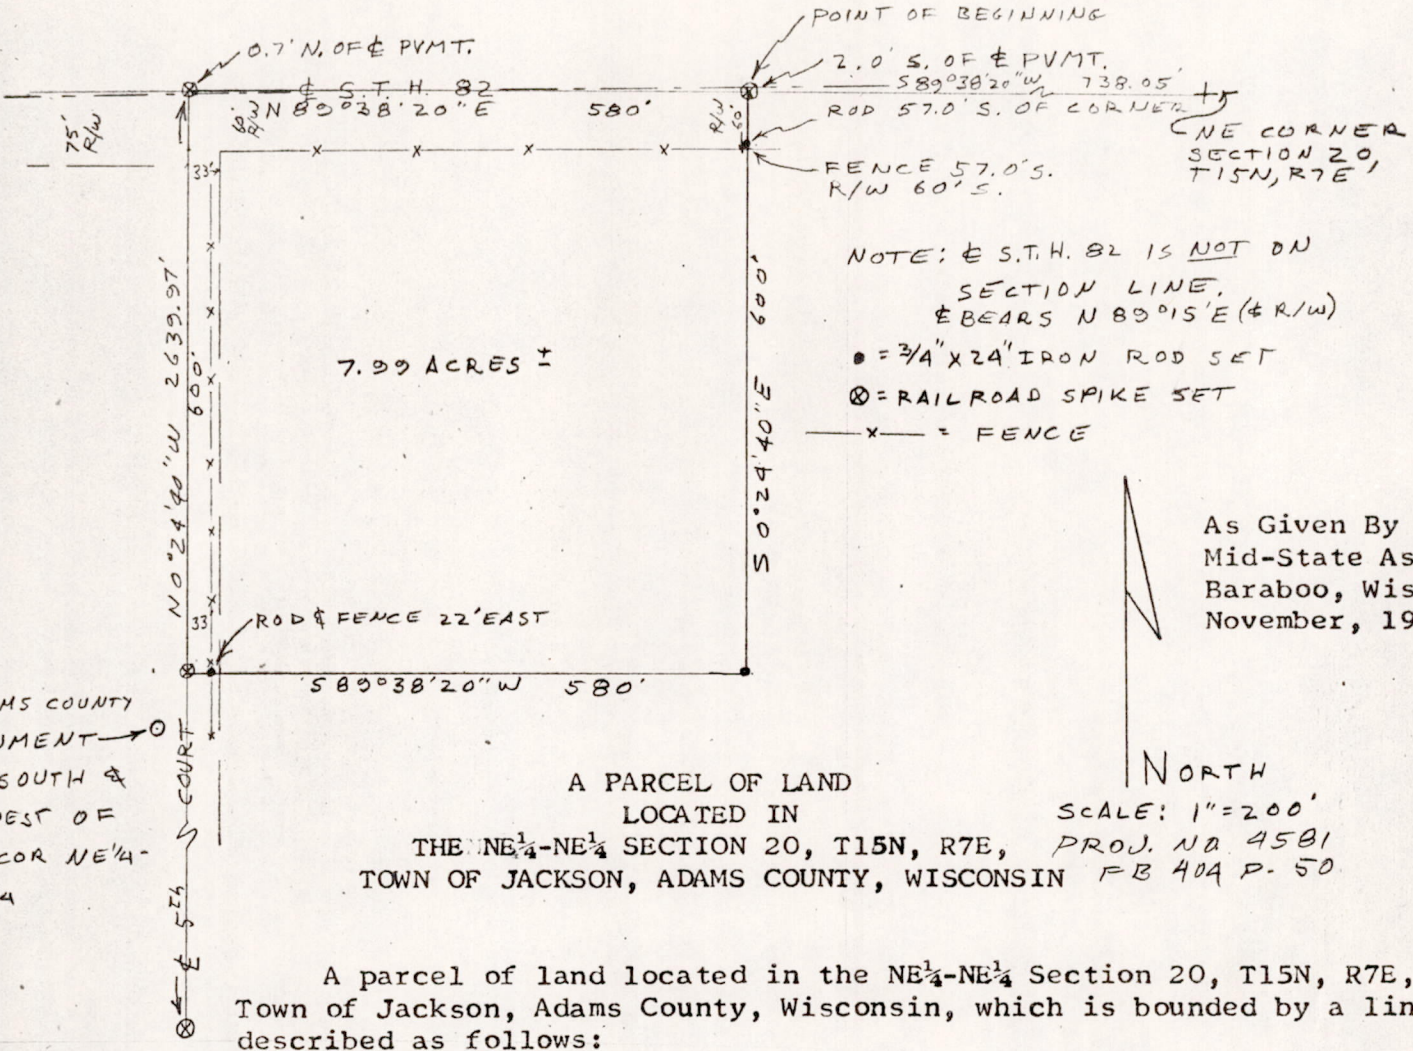 POINT OF BEGINNING
0.7' N. OF ℄ PVMT.
2.0' S. OF ℄ PVMT.
℄ S.T.H. 82
S89°38'20"W 738.05'
N 89°38'20"E 580'
ROD 57.0' S. OF CORNER
75' R/W
60' R/W
R/W 60'
NE CORNER
SECTION 20,
T15N, R7E
33'
FENCE 57.0'S.
R/W 60'S.
NOTE: ℄ S.T.H. 82 IS NOT ON
SECTION LINE.
℄ BEARS N 89°15'E (℄ R/W)
• = 3/4" X 24" IRON ROD SET
⊗ = RAILROAD SPIKE SET
—x— = FENCE
N0°24'40"W 2639.97'
600'
7.99 ACRES ±
S 0°24'40"E 600'
As Given By
Mid-State As
Baraboo, Wis
November, 19
33'
ROD & FENCE 22' EAST
S89°38'20"W 580'
MS COUNTY
UMENT
SOUTH &
EST OF
COR NE¼-
4
℄ 5TH COURT
NORTH
SCALE: 1"=200'
PROJ. NO. 4581
FB 404 P. 50
A PARCEL OF LAND
LOCATED IN
THE NE¼-NE¼ SECTION 20, T15N, R7E,
TOWN OF JACKSON, ADAMS COUNTY, WISCONSIN
A parcel of land located in the NE¼-NE¼ Section 20, T15N, R7E,
Town of Jackson, Adams County, Wisconsin, which is bounded by a lin
described as follows: